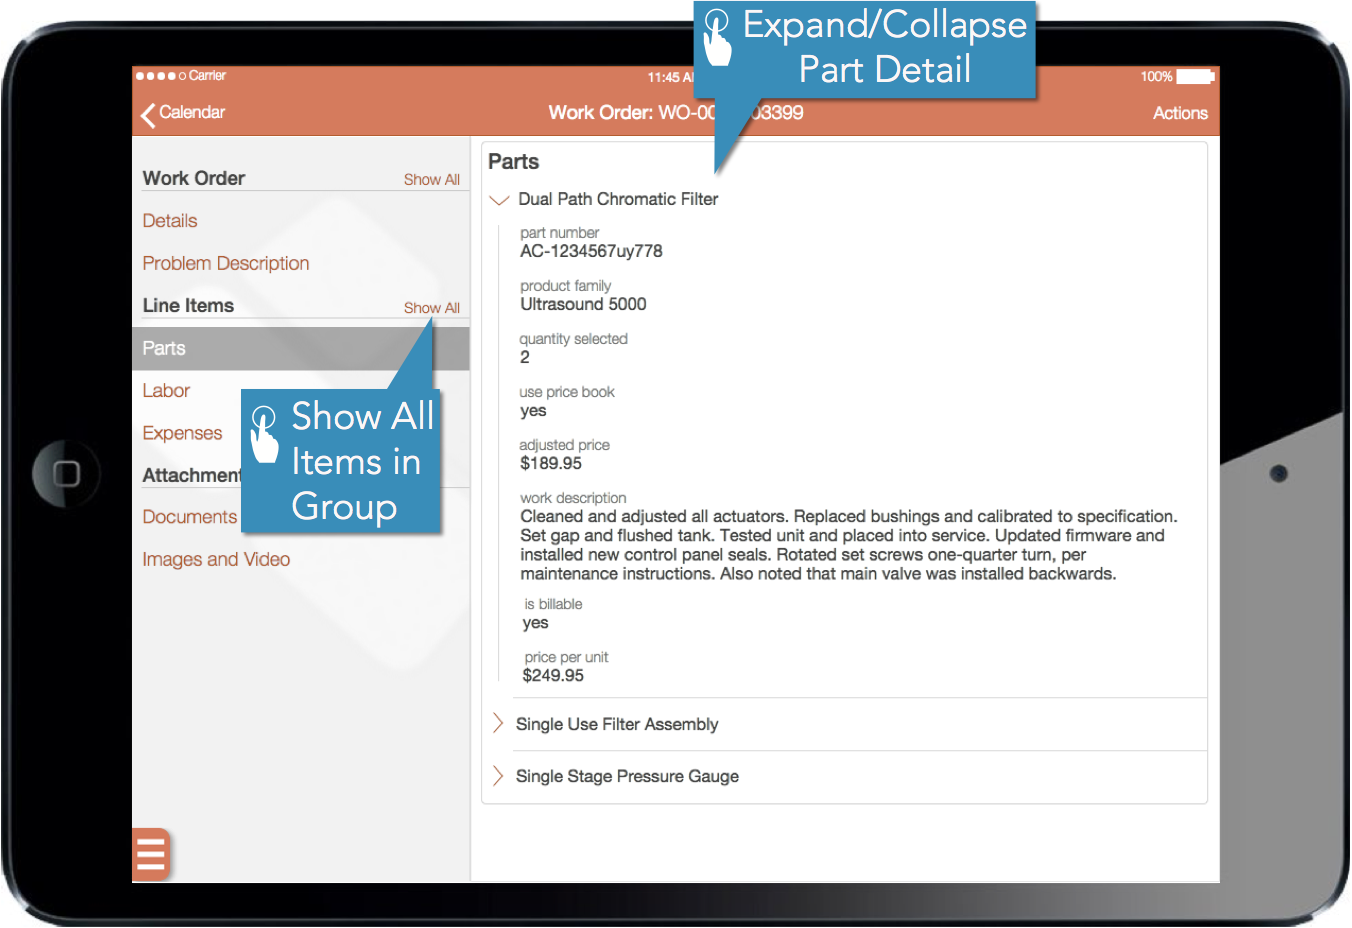 Expand/Collapse
Part Detail
Carrier
11:45
100%
Calendar
Work Order: WO-00
03399
Actions
Work Order
Show All
Details
Problem Description
Line Items
Show All
Parts
Labor
Expenses
Show All
Items in
Group
Documents
Images and Video
Parts
Dual Path Chromatic Filter
part number
AC-1234567uy778
product family
Ultrasound 5000
quantity selected
2
use price book
yes
adjusted price
$189.95
work description
Cleaned and adjusted all actuators. Replaced bushings and calibrated to specification.
Set gap and flushed tank. Tested unit and placed into service. Updated firmware and
installed new control panel seals. Rotated set screws one-quarter turn, per
maintenance instructions. Also noted that main valve was installed backwards.
is billable
yes
price per unit
$249.95
Single Use Filter Assembly
Single Stage Pressure Gauge